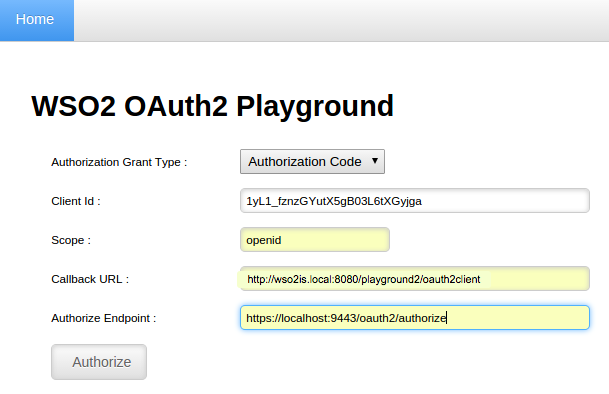 Home
WSO2 OAuth2 Playground
Authorization Grant Type : Authorization Code
Client Id : 1yL1_fznzGYutX5gB03L6tXGyjga
Scope : openid
Callback URL : http://wso2is.local:8080/playground2/oauth2client
Authorize Endpoint : https://localhost:9443/oauth2/authorize
Authorize